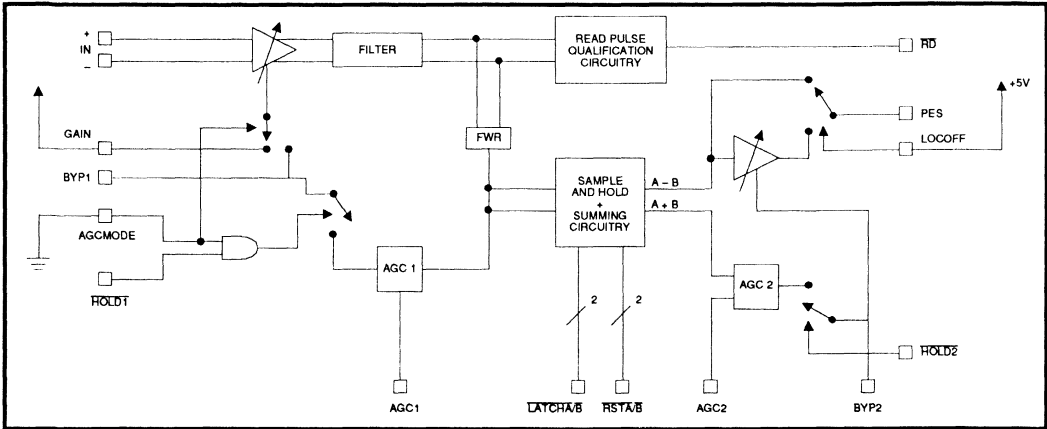 +
IN
−
FILTER
READ PULSE
QUALIFICATION
CIRCUITRY
RD
+5V
PES
GAIN
LOCOFF
FWR
BYP1
SAMPLE
AND HOLD
+
SUMMING
CIRCUITRY
A − B
A + B
AGCMODE
AGC 1
AGC 2
HOLD1
2
2
HOLD2
AGC1
LATCHA/B
RSTA/B
AGC2
BYP2